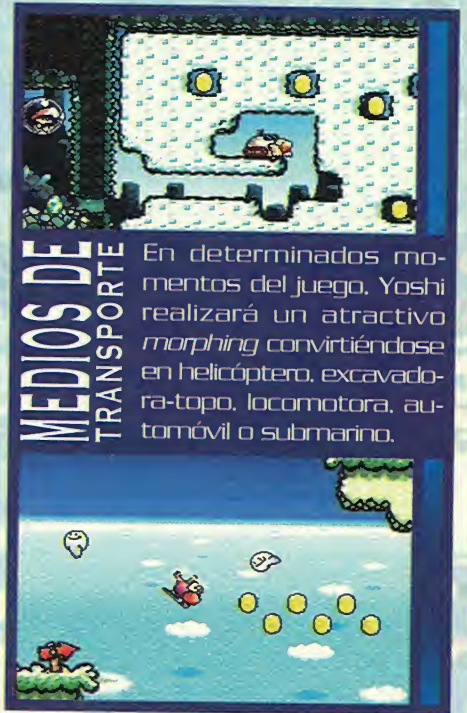 MEDIOS DE
TRANSPORTE
En determinados mo-
mentos del juego, Yoshi
realizará un atractivo
morphing convirtiéndose
en helicóptero, excavado-
ra-topo, locomotora, au-
tomóvil o submarino.